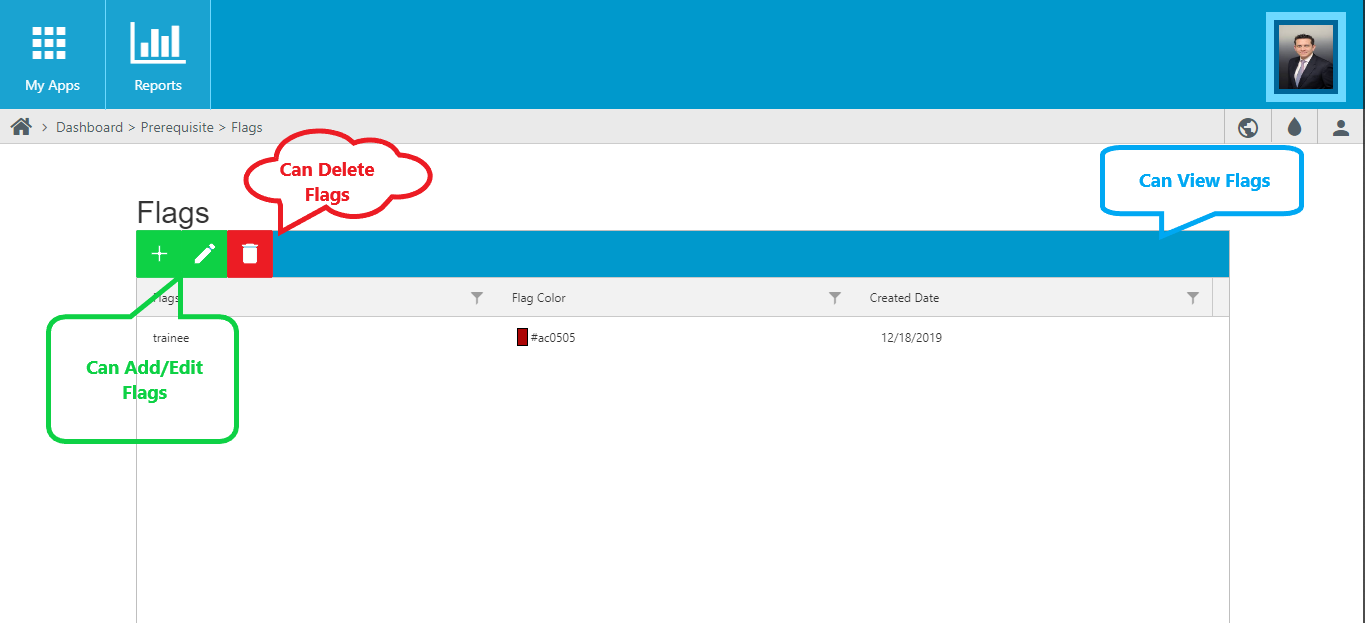 My Apps
Reports
Dashboard > Prerequisite > Flags
Can Delete
Flags
Can View Flags
Flags
Flags
Flag Color
Created Date
trainee
#ac0505
12/18/2019
Can Add/Edit
Flags